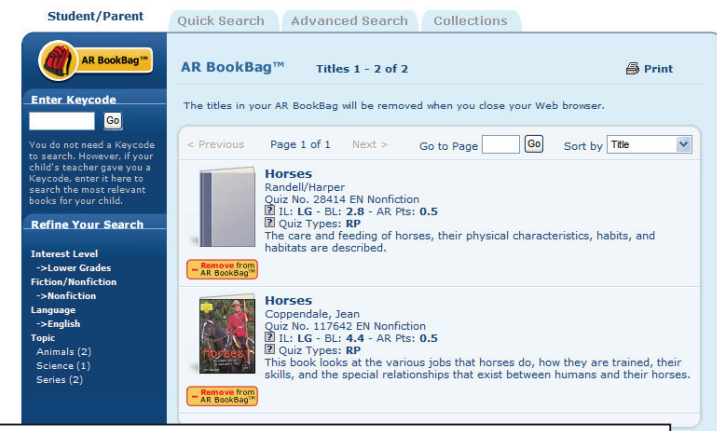 Student/Parent
Quick Search
Advanced Search
Collections
AR BookBag™
Enter Keycode
Go
You do not need a Keycode
to search. However, if your
child's teacher gave you a
Keycode, enter it here to
search the most relevant
books for your child.
Refine Your Search
Interest Level
->Lower Grades
Fiction/Nonfiction
->Nonfiction
Language
->English
Topic
Animals (2)
Science (1)
Series (2)
AR BookBag™ Titles 1 - 2 of 2
Print
The titles in your AR BookBag will be removed when you close your Web browser.
< Previous Page 1 of 1 Next > Go to Page Go Sort by Title
Horses
Randell/Harper
Quiz No. 28414 EN Nonfiction
? IL: LG - BL: 2.8 - AR Pts: 0.5
? Quiz Types: RP
The care and feeding of horses, their physical characteristics, habits, and
habitats are described.
- Remove from
AR BookBag™
Horses
Coppendale, Jean
Quiz No. 117642 EN Nonfiction
? IL: LG - BL: 4.4 - AR Pts: 0.5
? Quiz Types: RP
This book looks at the various jobs that horses do, how they are trained, their
skills, and the special relationships that exist between humans and their horses.
Horses
- Remove from
AR BookBag™